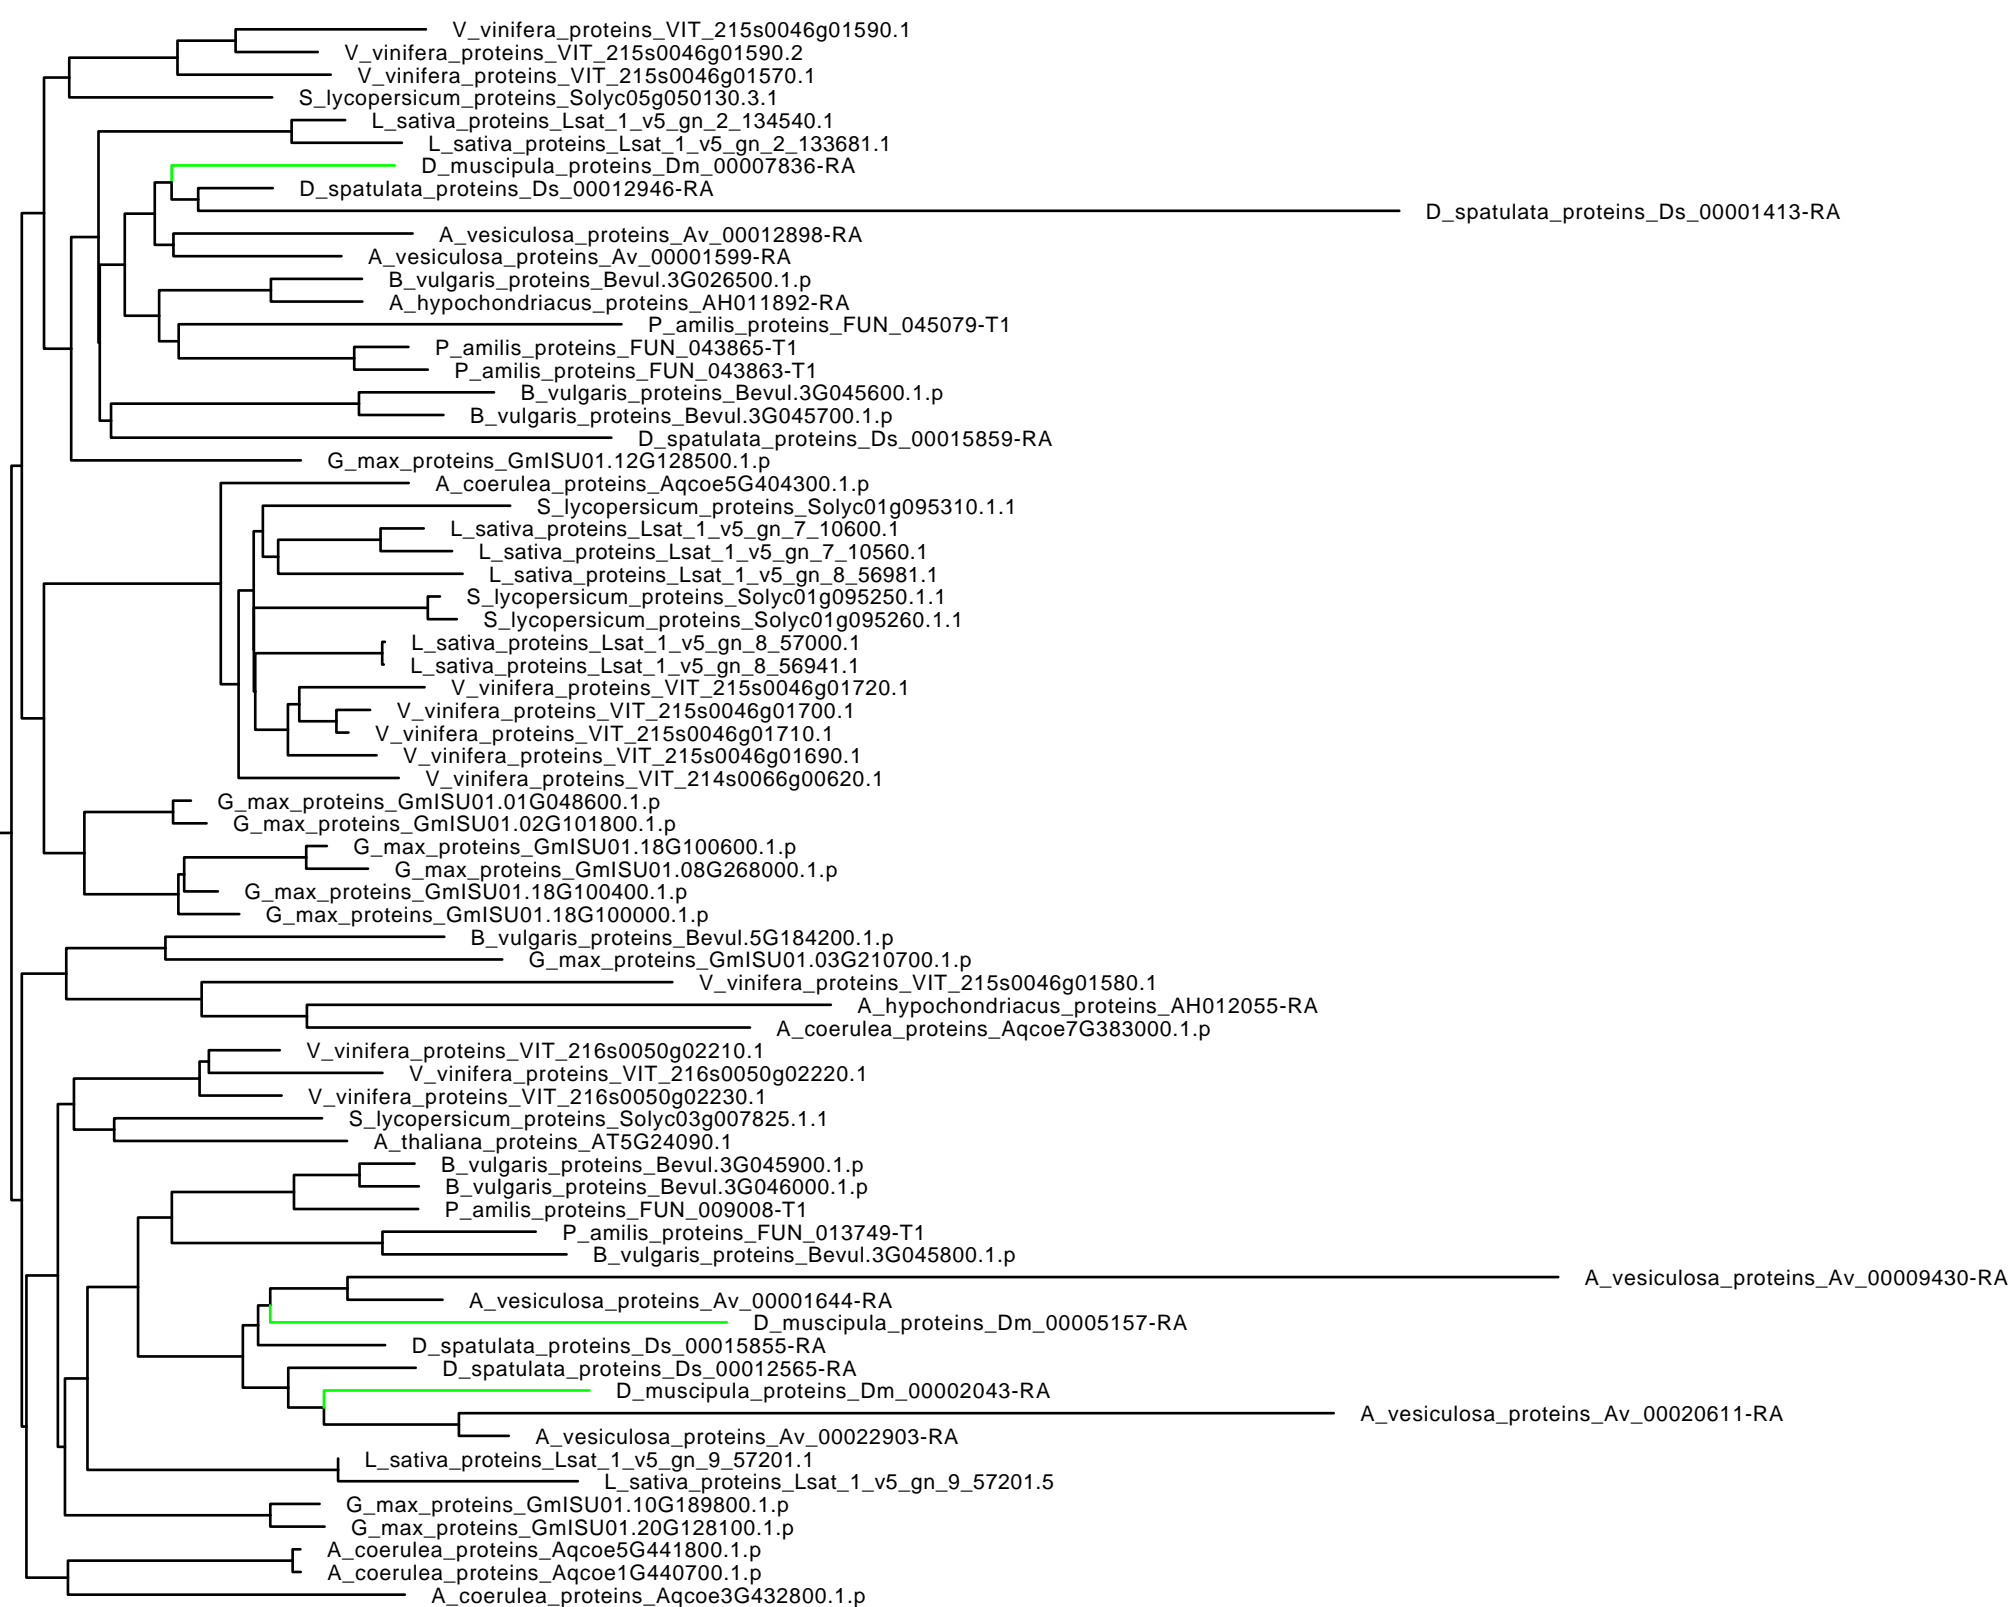 V_vinifera_proteins_VIT_215s0046g01590.1
V_vinifera_proteins_VIT_215s0046g01590.2
V_vinifera_proteins_VIT_215s0046g01570.1
S_lycopersicum_proteins_Solyc05g050130.3.1
L_sativa_proteins_Lsat_1_v5_gn_2_134540.1
L_sativa_proteins_Lsat_1_v5_gn_2_133681.1
D_muscipula_proteins_Dm_00007836-RA
D_spatulata_proteins_Ds_00012946-RA
D_spatulata_proteins_Ds_00001413-RA
A_vesiculosa_proteins_Av_00012898-RA
A_vesiculosa_proteins_Av_00001599-RA
B_vulgaris_proteins_Bevul.3G026500.1.p
A_hypochondriacus_proteins_AH011892-RA
P_amilis_proteins_FUN_045079-T1
P_amilis_proteins_FUN_043865-T1
P_amilis_proteins_FUN_043863-T1
B_vulgaris_proteins_Bevul.3G045600.1.p
B_vulgaris_proteins_Bevul.3G045700.1.p
D_spatulata_proteins_Ds_00015859-RA
G_max_proteins_GmISU01.12G128500.1.p
A_coerulea_proteins_Aqcoe5G404300.1.p
S_lycopersicum_proteins_Solyc01g095310.1.1
L_sativa_proteins_Lsat_1_v5_gn_7_10600.1
L_sativa_proteins_Lsat_1_v5_gn_7_10560.1
L_sativa_proteins_Lsat_1_v5_gn_8_56981.1
S_lycopersicum_proteins_Solyc01g095250.1.1
S_lycopersicum_proteins_Solyc01g095260.1.1
L_sativa_proteins_Lsat_1_v5_gn_8_57000.1
L_sativa_proteins_Lsat_1_v5_gn_8_56941.1
V_vinifera_proteins_VIT_215s0046g01720.1
V_vinifera_proteins_VIT_215s0046g01700.1
V_vinifera_proteins_VIT_215s0046g01710.1
V_vinifera_proteins_VIT_215s0046g01690.1
V_vinifera_proteins_VIT_214s0066g00620.1
G_max_proteins_GmISU01.01G048600.1.p
G_max_proteins_GmISU01.02G101800.1.p
G_max_proteins_GmISU01.18G100600.1.p
G_max_proteins_GmISU01.08G268000.1.p
G_max_proteins_GmISU01.18G100400.1.p
G_max_proteins_GmISU01.18G100000.1.p
B_vulgaris_proteins_Bevul.5G184200.1.p
G_max_proteins_GmISU01.03G210700.1.p
V_vinifera_proteins_VIT_215s0046g01580.1
A_hypochondriacus_proteins_AH012055-RA
A_coerulea_proteins_Aqcoe7G383000.1.p
V_vinifera_proteins_VIT_216s0050g02210.1
V_vinifera_proteins_VIT_216s0050g02220.1
V_vinifera_proteins_VIT_216s0050g02230.1
S_lycopersicum_proteins_Solyc03g007825.1.1
A_thaliana_proteins_AT5G24090.1
B_vulgaris_proteins_Bevul.3G045900.1.p
B_vulgaris_proteins_Bevul.3G046000.1.p
P_amilis_proteins_FUN_009008-T1
P_amilis_proteins_FUN_013749-T1
B_vulgaris_proteins_Bevul.3G045800.1.p
A_vesiculosa_proteins_Av_00009430-RA
A_vesiculosa_proteins_Av_00001644-RA
D_muscipula_proteins_Dm_00005157-RA
D_spatulata_proteins_Ds_00015855-RA
D_spatulata_proteins_Ds_00012565-RA
D_muscipula_proteins_Dm_00002043-RA
A_vesiculosa_proteins_Av_00020611-RA
A_vesiculosa_proteins_Av_00022903-RA
L_sativa_proteins_Lsat_1_v5_gn_9_57201.1
L_sativa_proteins_Lsat_1_v5_gn_9_57201.5
G_max_proteins_GmISU01.10G189800.1.p
G_max_proteins_GmISU01.20G128100.1.p
A_coerulea_proteins_Aqcoe5G441800.1.p
A_coerulea_proteins_Aqcoe1G440700.1.p
A_coerulea_proteins_Aqcoe3G432800.1.p